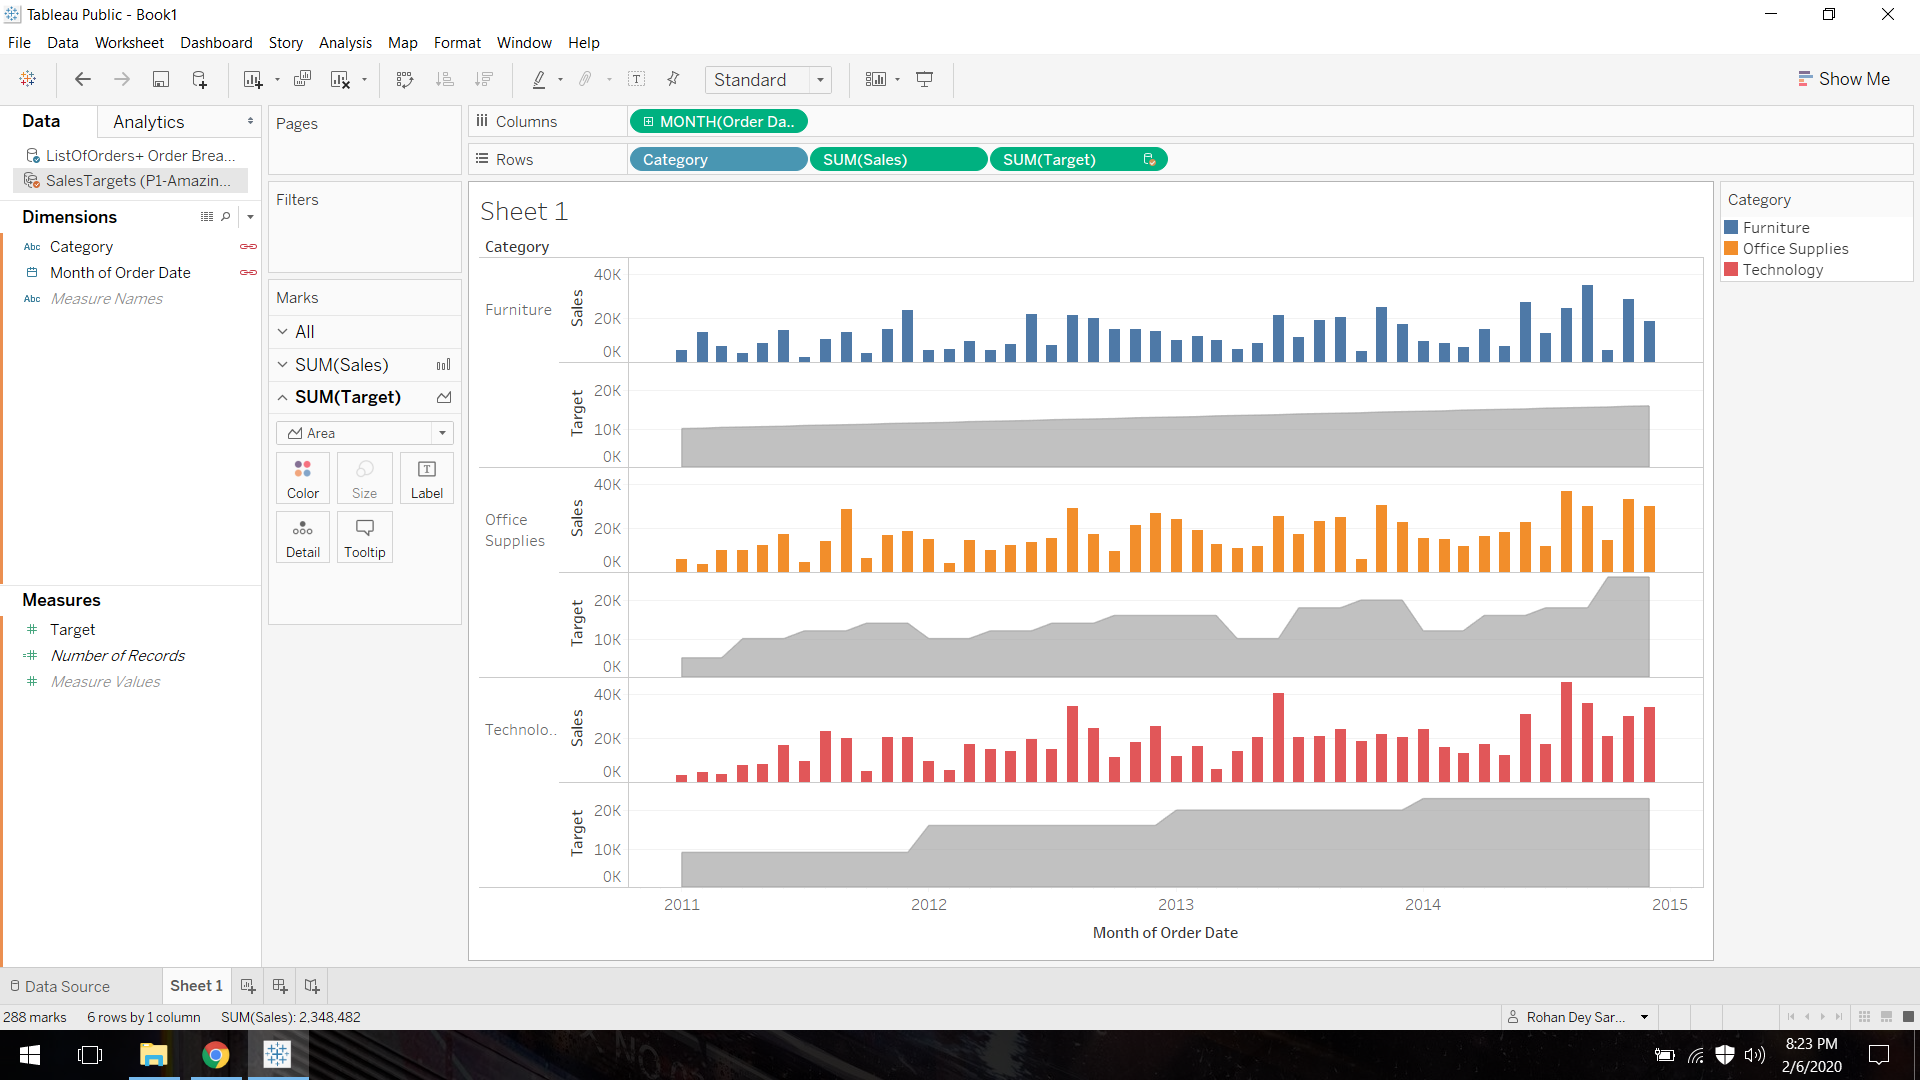 Tableau Public - Book1
File Data Worksheet Dashboard Story Analysis Map Format Window Help
Standard
Show Me
Data Analytics
ListOfOrders+ Order Brea...
SalesTargets (P1-Amazin...
Dimensions
Abc Category
Month of Order Date
Abc Measure Names
Measures
Target
Number of Records
Measure Values
Pages
Filters
Marks
All
SUM(Sales)
SUM(Target)
Area
Color Size Label
Detail Tooltip
Columns MONTH(Order Da..
Rows Category SUM(Sales) SUM(Target)
Sheet 1
Category
Furniture
Sales
40K
20K
0K
Target
20K
10K
0K
Office
Supplies
Sales
40K
20K
0K
Target
20K
10K
0K
Technolo..
Sales
40K
20K
0K
Target
20K
10K
0K
2011 2012 2013 2014 2015
Month of Order Date
Category
Furniture
Office Supplies
Technology
Data Source Sheet 1
288 marks 6 rows by 1 column SUM(Sales): 2,348,482
Rohan Dey Sar...
8:23 PM
2/6/2020